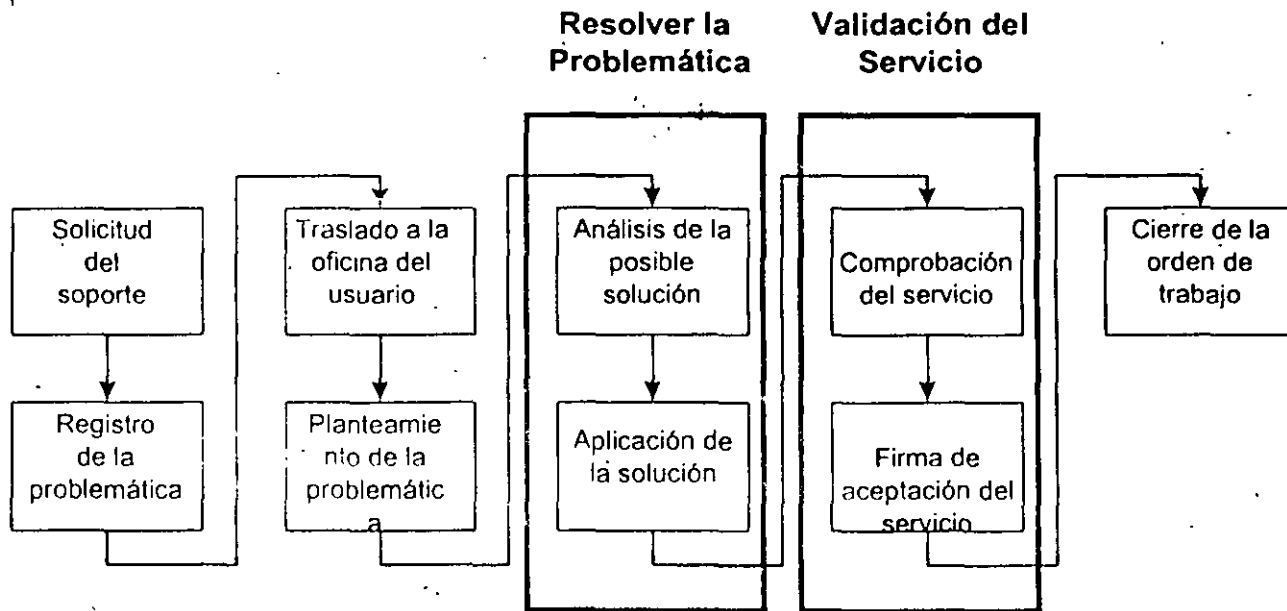 Resolver la
Problemática
Validación del
Servicio
Solicitud
del
soporte
Registro
de la
problemática
Traslado a la
oficina del
usuario
Planteamie
nto de la
problemátic
a
Análisis de la
posible
solución
Aplicación de
la solución
Comprobación
del servicio
Firma de
aceptación del
servicio
Cierre de la
orden de
trabajo